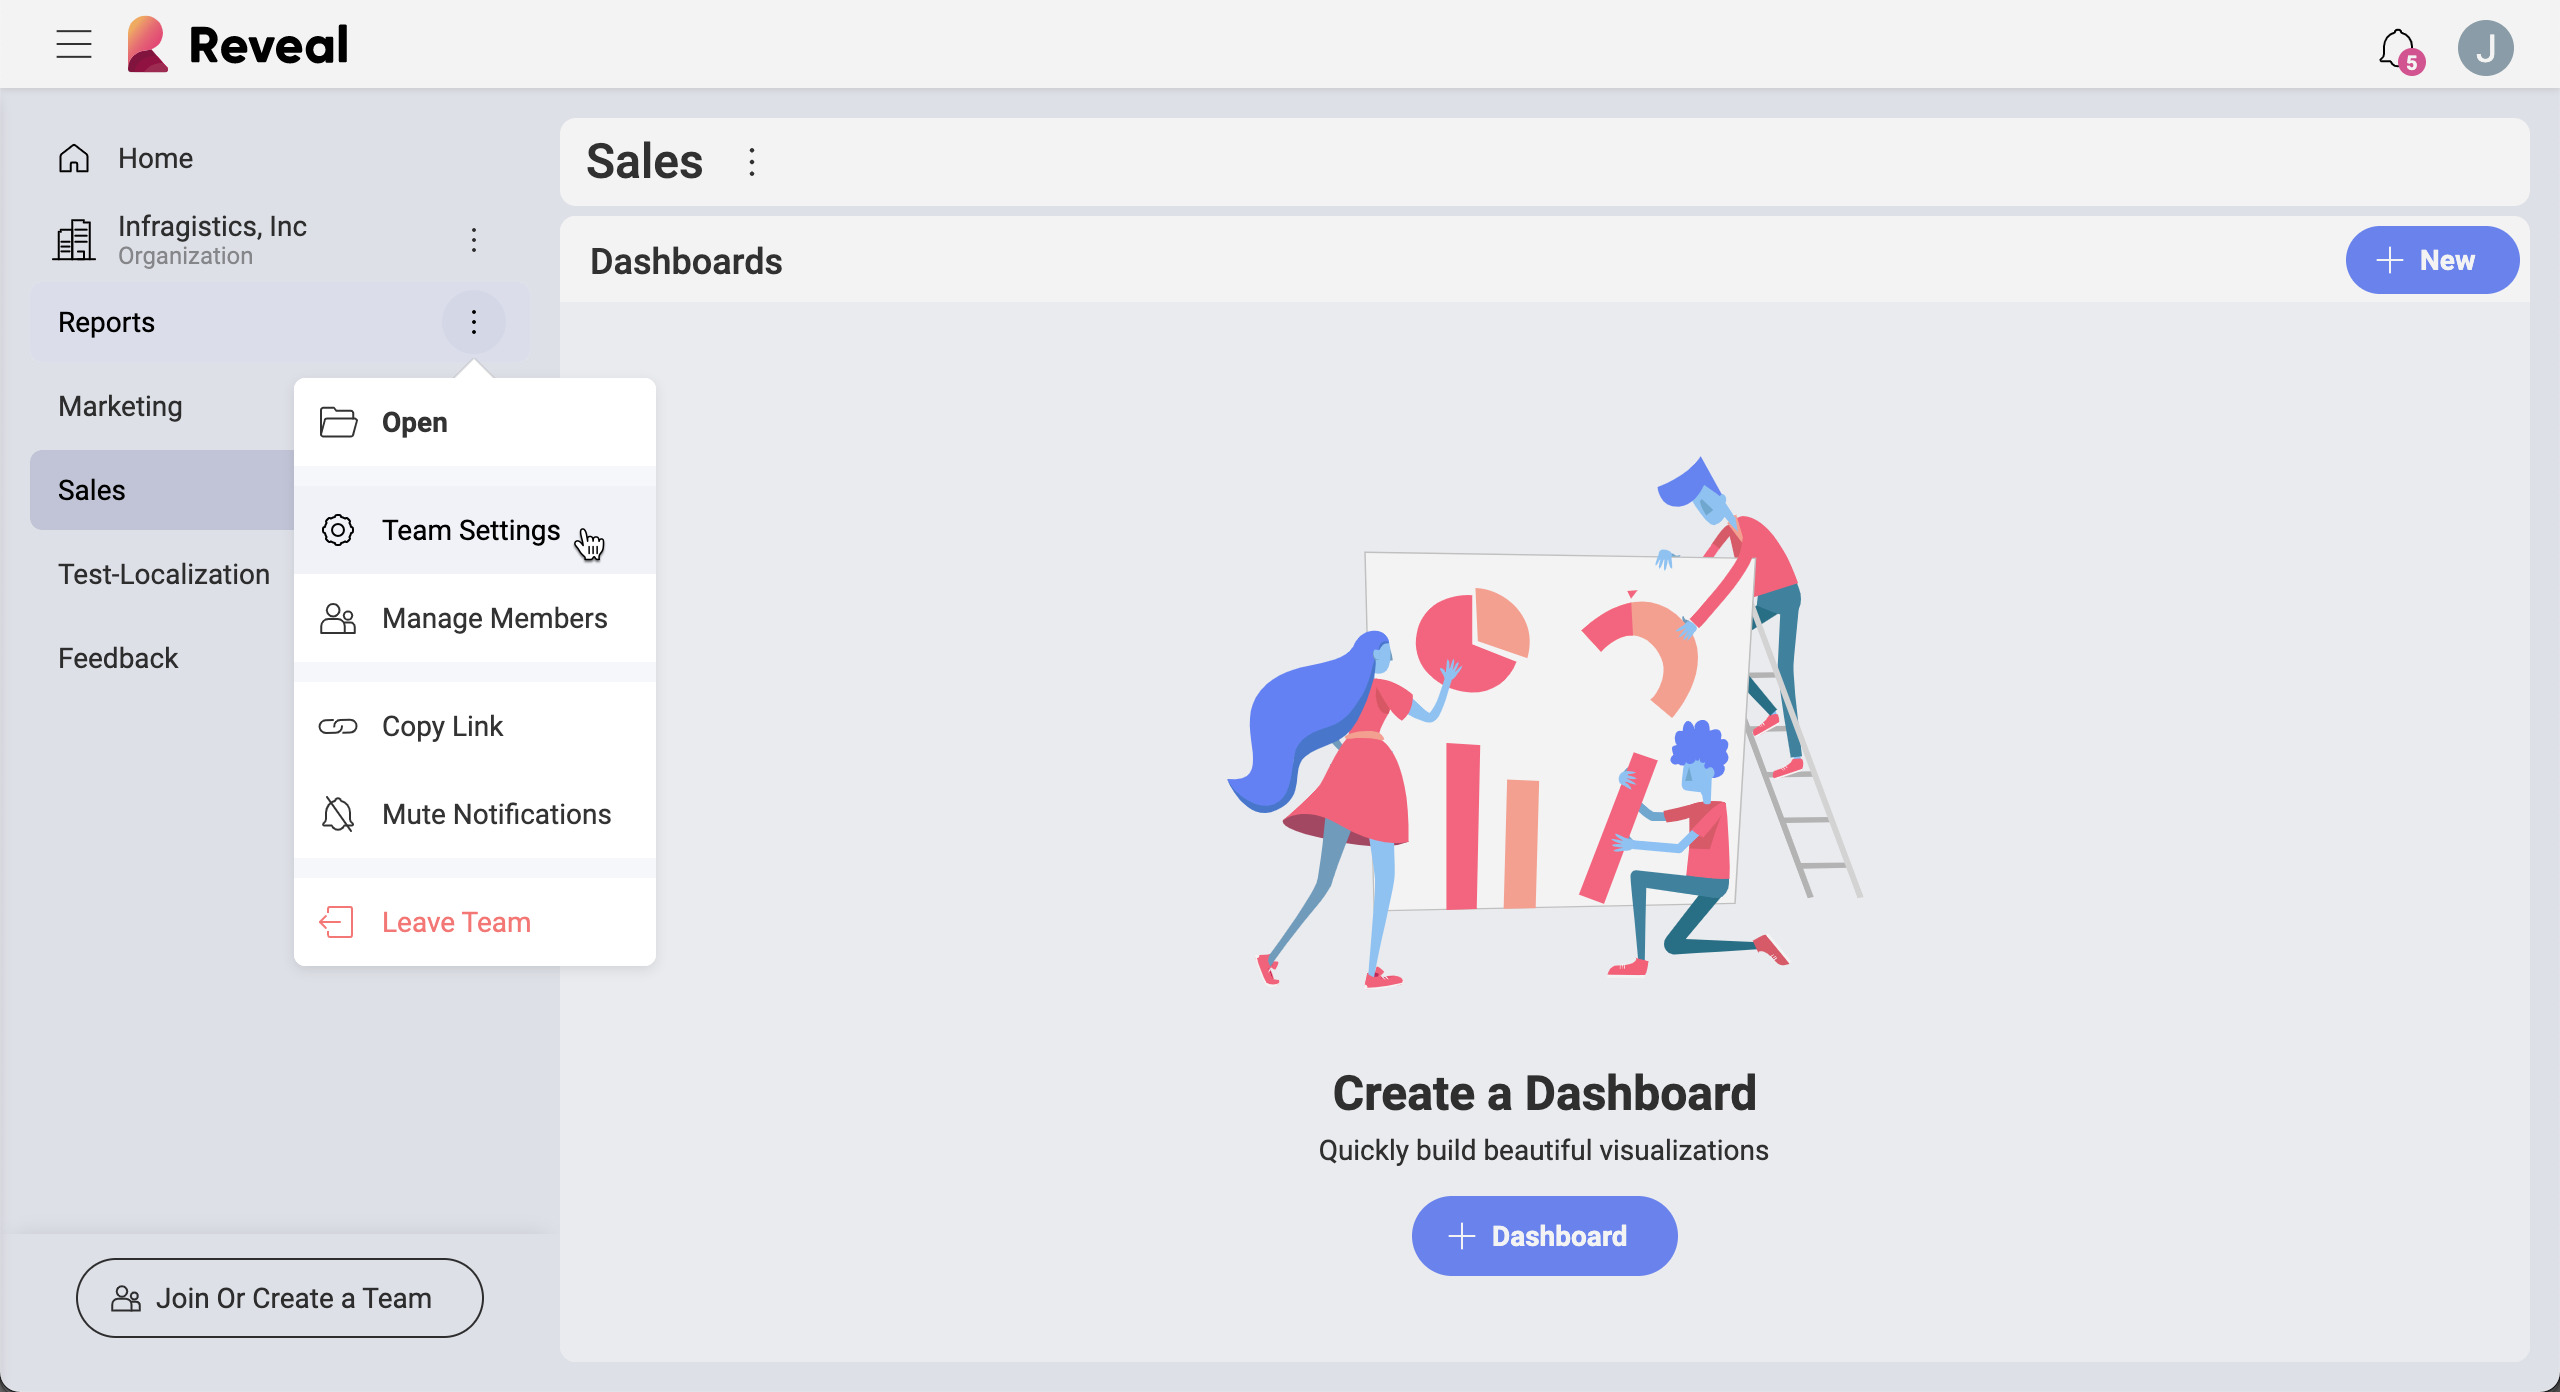 Reveal
5
J
Home
Infragistics, Inc
Organization
Reports
Marketing
Sales
Test-Localization
Feedback
Open
Team Settings
Manage Members
Copy Link
Mute Notifications
Leave Team
Join Or Create a Team
Sales
Dashboards
New
Create a Dashboard
Quickly build beautiful visualizations
Dashboard